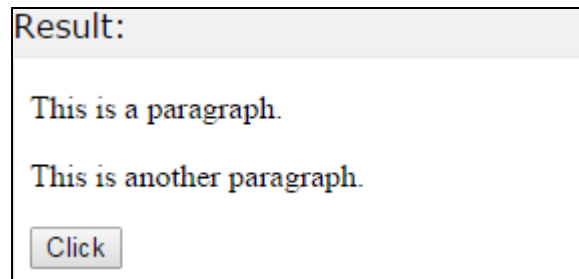 Result:
This is a paragraph.
This is another paragraph.
Click